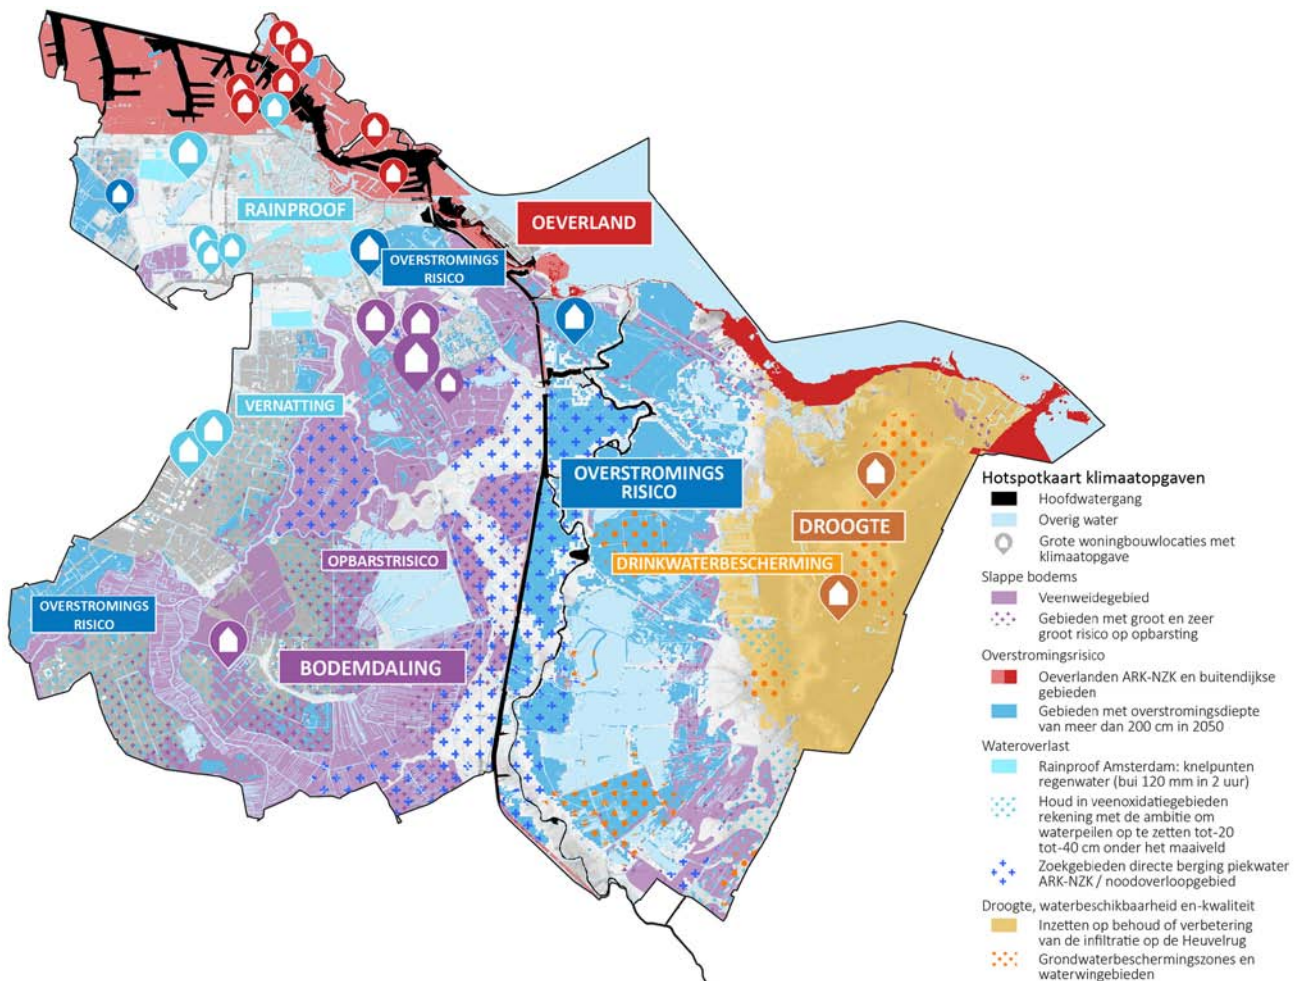 RAINPROOF
OEVERLAND
OVERSTROMINGS
RISICO
VERNATTING
OVERSTROMINGS
RISICO
DROOGTE
OPBARSTRISICO
DRINKWATERBESCHERMING
OVERSTROMINGS
RISICO
BODEMDALING
Hotspotkaart klimaatopgaven
Hoofdwatergang
Overig water
Grote woningbouwlocaties met
klimaatopgave
Slappe bodems
Veenweidegebied
Gebieden met groot en zeer
groot risico op opbarsting
Overstromingsrisico
Oeverlanden ARK-NZK en buitendijkse
gebieden
Gebieden met overstromingsdiepte
van meer dan 200 cm in 2050
Wateroverlast
Rainproof Amsterdam: knelpunten
regenwater (bui 120 mm in 2 uur)
Houd in veenoxidatiegebieden
rekening met de ambitie om
waterpeilen op te zetten tot-20
tot-40 cm onder het maaiveld
Zoekgebieden directe berging piekwater
ARK-NZK / noodoverloopgebied
Droogte, waterbeschikbaarheid en-kwaliteit
Inzetten op behoud of verbetering
van de infiltratie op de Heuvelrug
Grondwaterbeschermingszones en
waterwingebieden